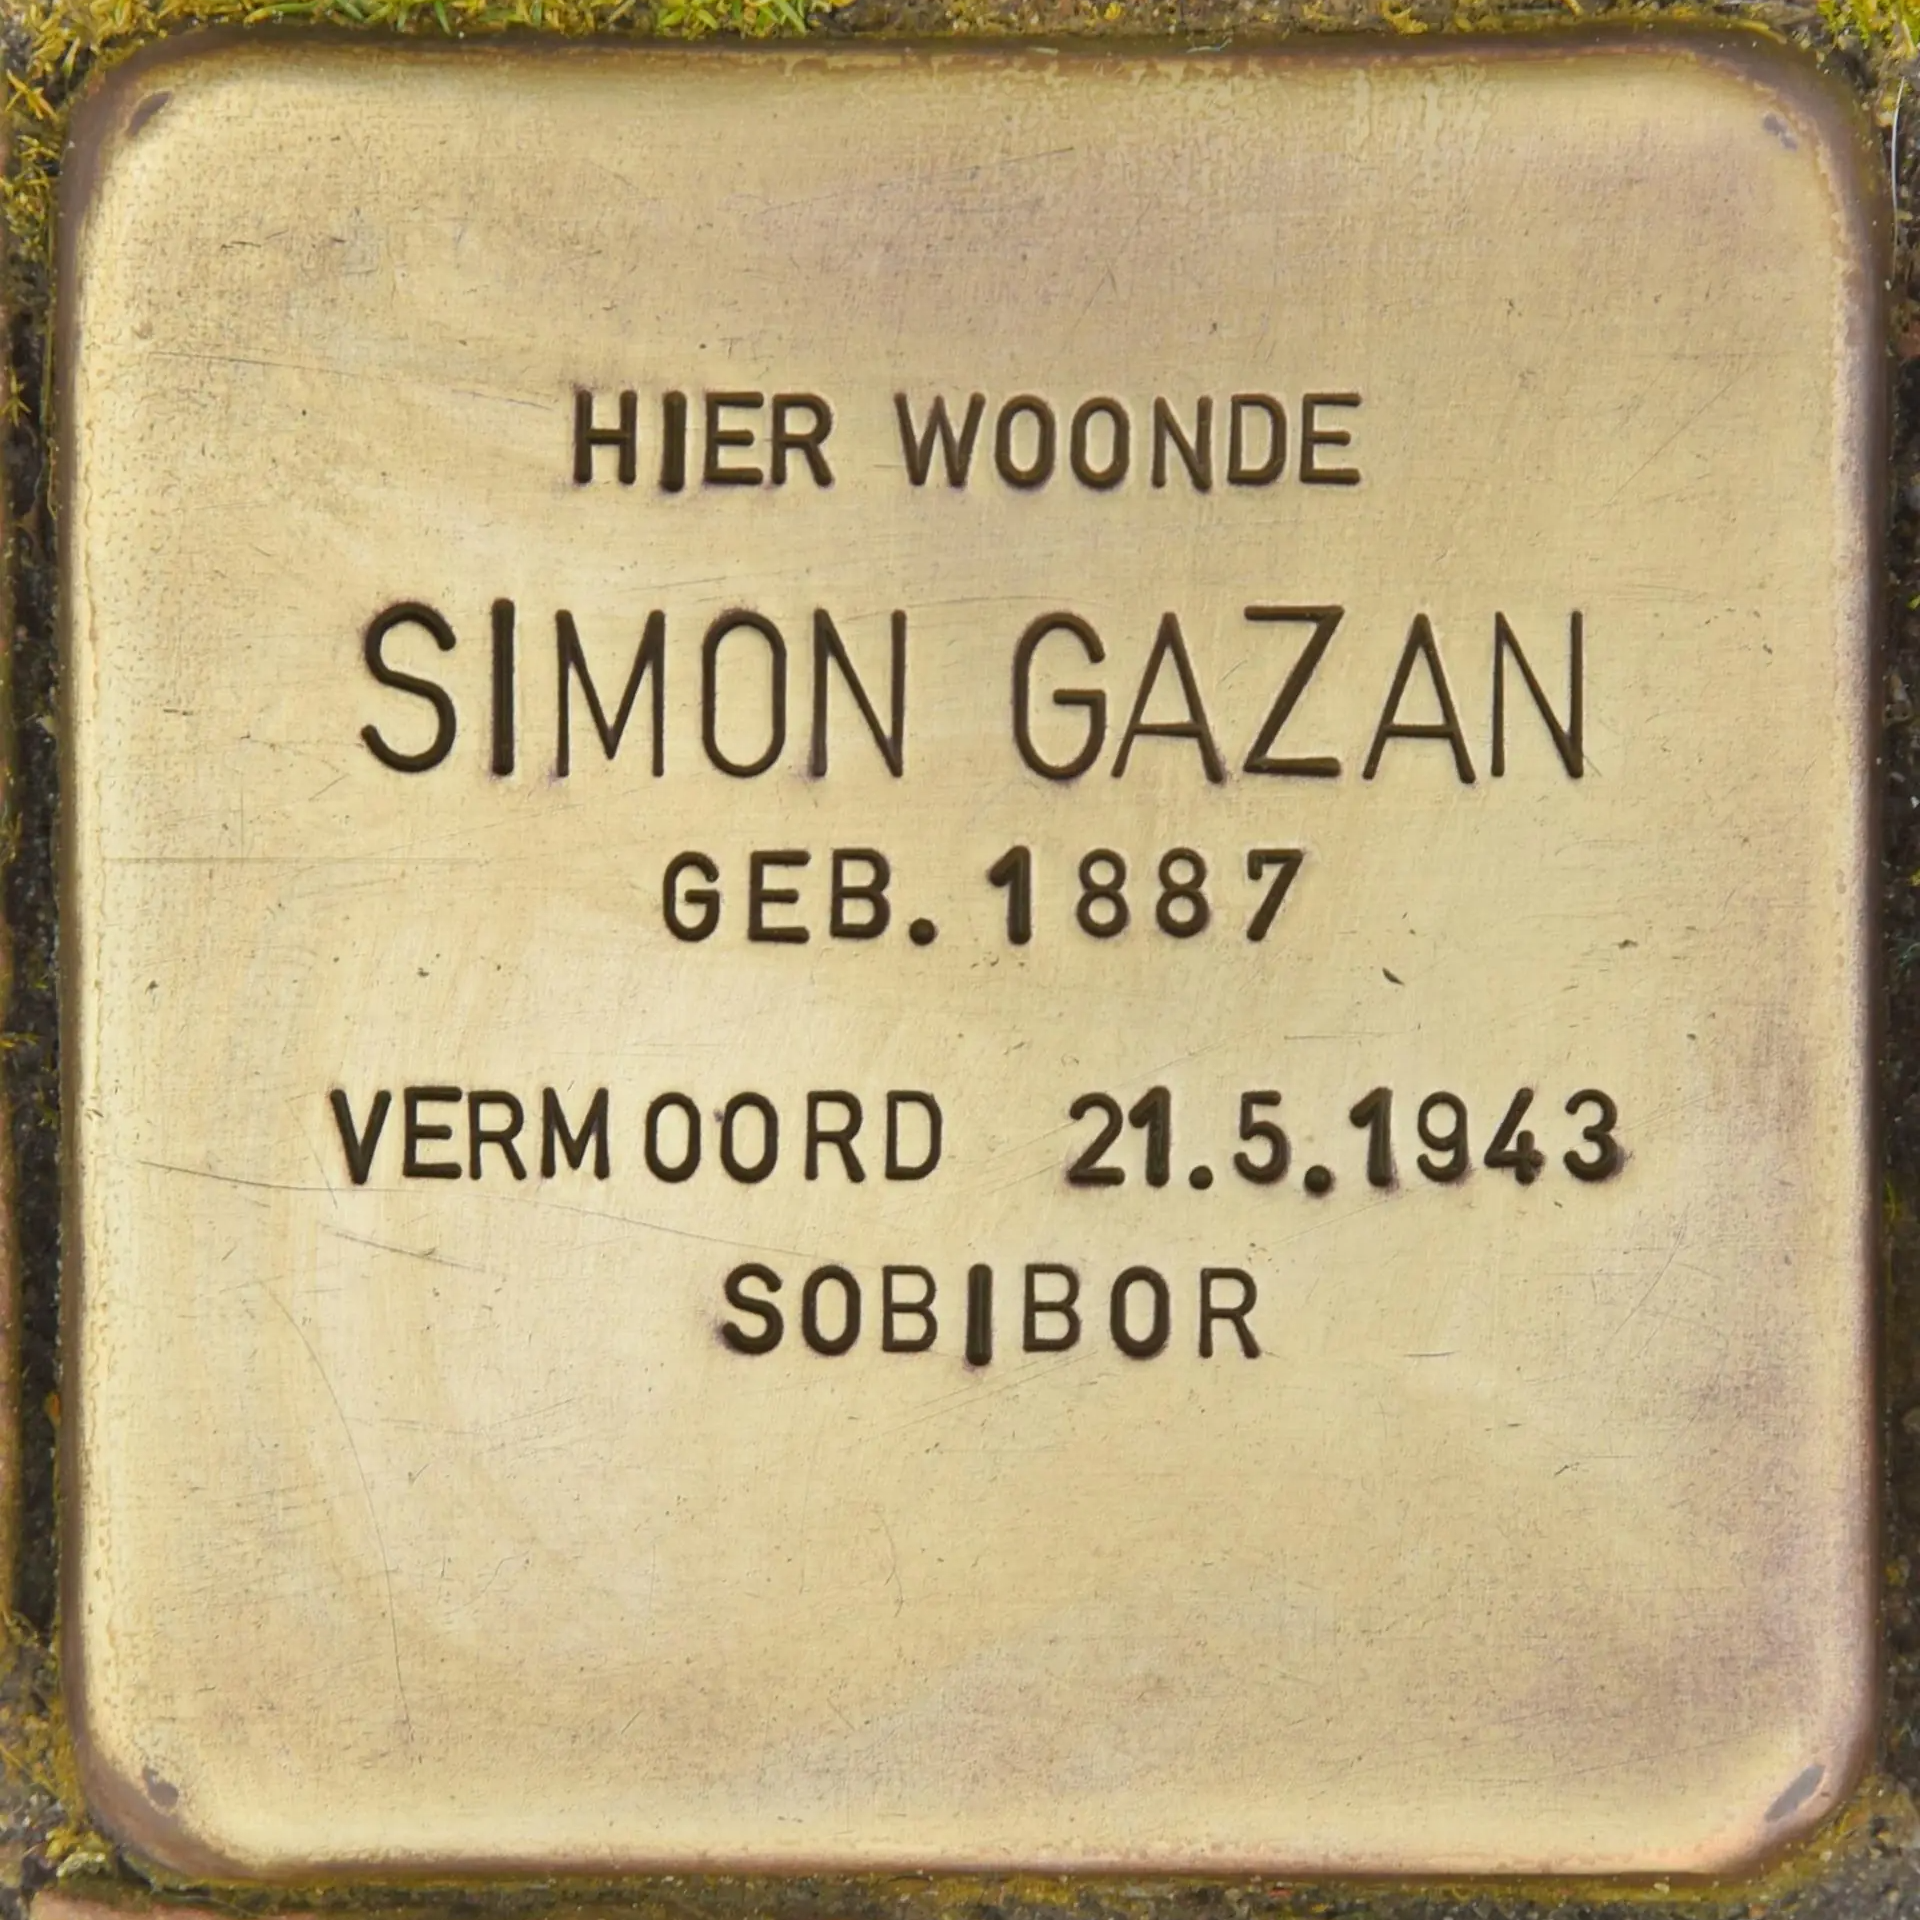 HIER WOONDE
SIMON GAZAN
GEB. 1887
VERMOORD 21.5.1943
SOBIBOR